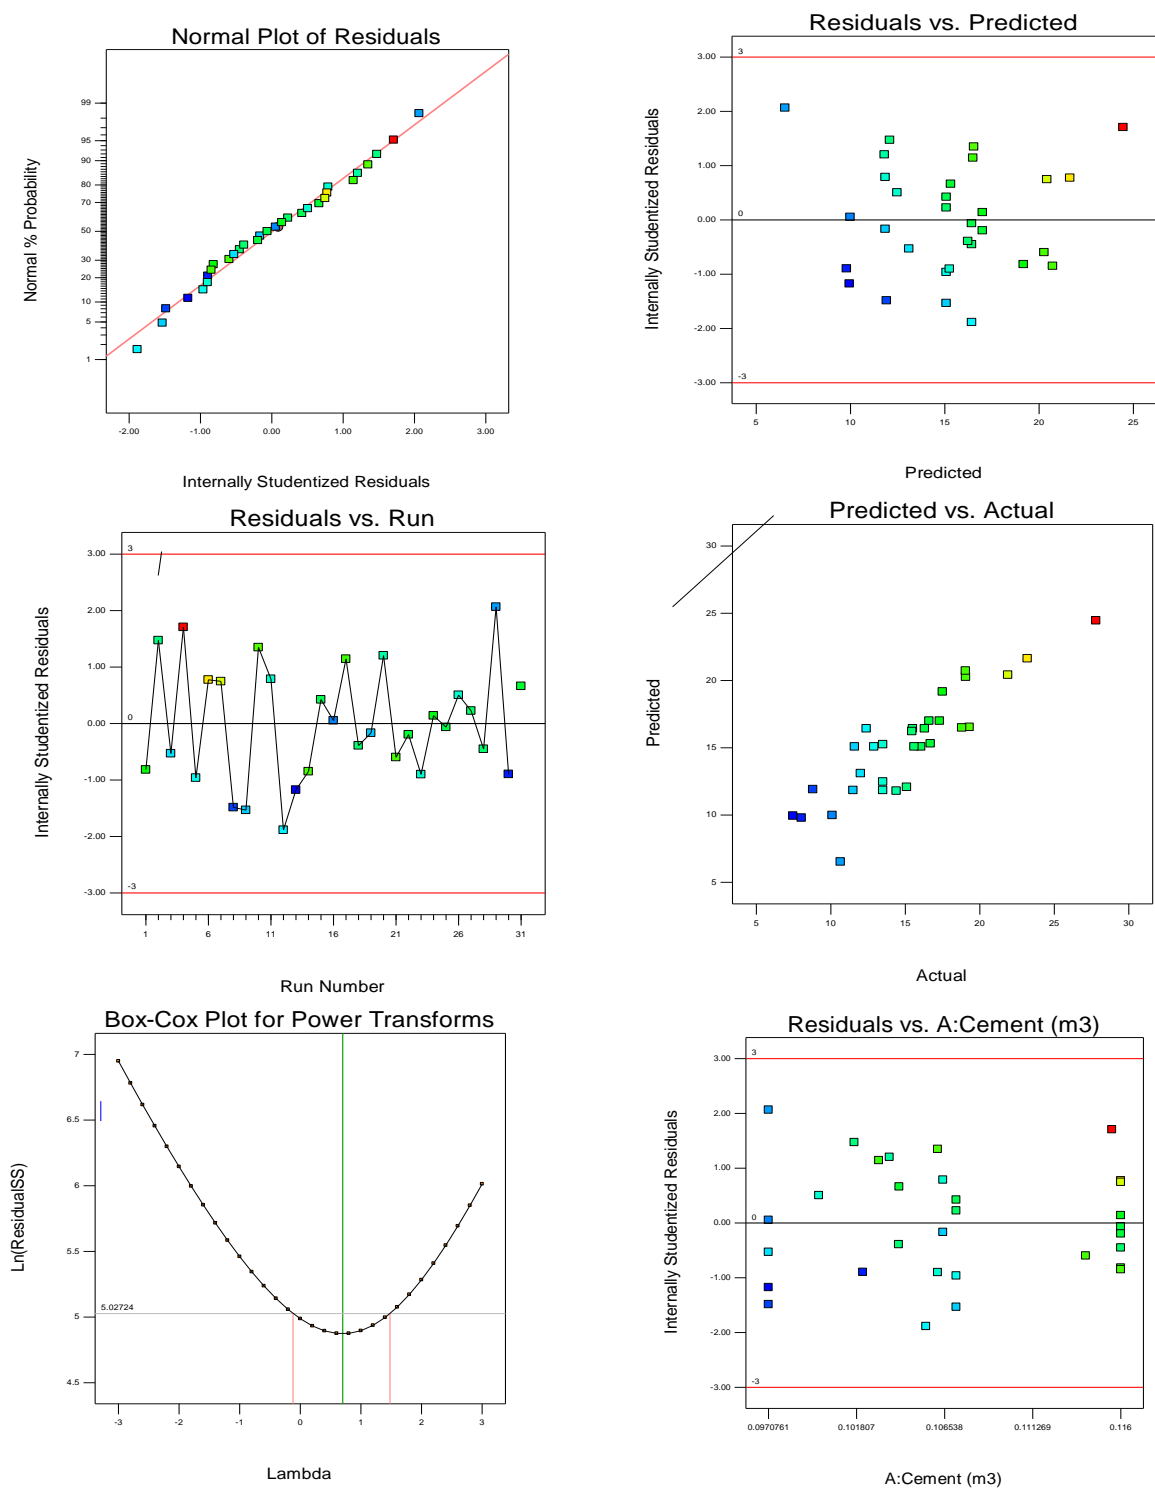 Normal Plot of Residuals
Normal % Probability
99
95
90
80
70
50
30
20
10
5
1
-2.00 -1.00 0.00 1.00 2.00 3.00
Internally Studentized Residuals
Residuals vs. Predicted
Internally Studentized Residuals
3.00
2.00
1.00
0.00
-1.00
-2.00
-3.00
3
0
-3
5 10 15 20 25
Predicted
Residuals vs. Run
Internally Studentized Residuals
3.00
2.00
1.00
0.00
-1.00
-2.00
-3.00
3
0
-3
1 6 11 16 21 26 31
Run Number
Predicted vs. Actual
Predicted
30
25
20
15
10
5
5 10 15 20 25 30
Actual
Box-Cox Plot for Power Transforms
Ln(ResidualSS)
7
6.5
6
5.5
5
4.5
5.02724
-3 -2 -1 0 1 2 3
Lambda
Residuals vs. A:Cement (m3)
Internally Studentized Residuals
3.00
2.00
1.00
0.00
-1.00
-2.00
-3.00
3
0
-3
0.0970761 0.101807 0.106538 0.111269 0.116
A:Cement (m3)